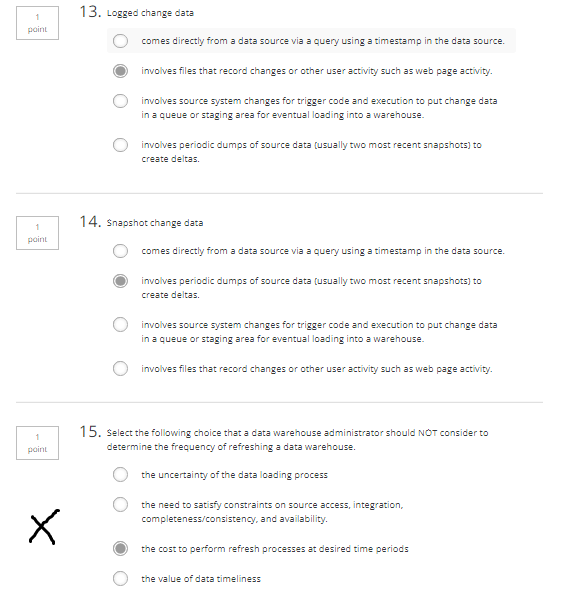 1
point
13. Logged change data
comes directly from a data source via a query using a timestamp in the data source.
involves files that record changes or other user activity such as web page activity.
involves source system changes for trigger code and execution to put change data
in a queue or staging area for eventual loading into a warehouse.
involves periodic dumps of source data (usually two most recent snapshots) to
create deltas.
1
point
14. Snapshot change data
comes directly from a data source via a query using a timestamp in the data source.
involves periodic dumps of source data (usually two most recent snapshots) to
create deltas.
involves source system changes for trigger code and execution to put change data
in a queue or staging area for eventual loading into a warehouse.
involves files that record changes or other user activity such as web page activity.
1
point
15. Select the following choice that a data warehouse administrator should NOT consider to
determine the frequency of refreshing a data warehouse.
the uncertainty of the data loading process
the need to satisfy constraints on source access, integration,
completeness/consistency, and availability.
X
the cost to perform refresh processes at desired time periods
the value of data timeliness